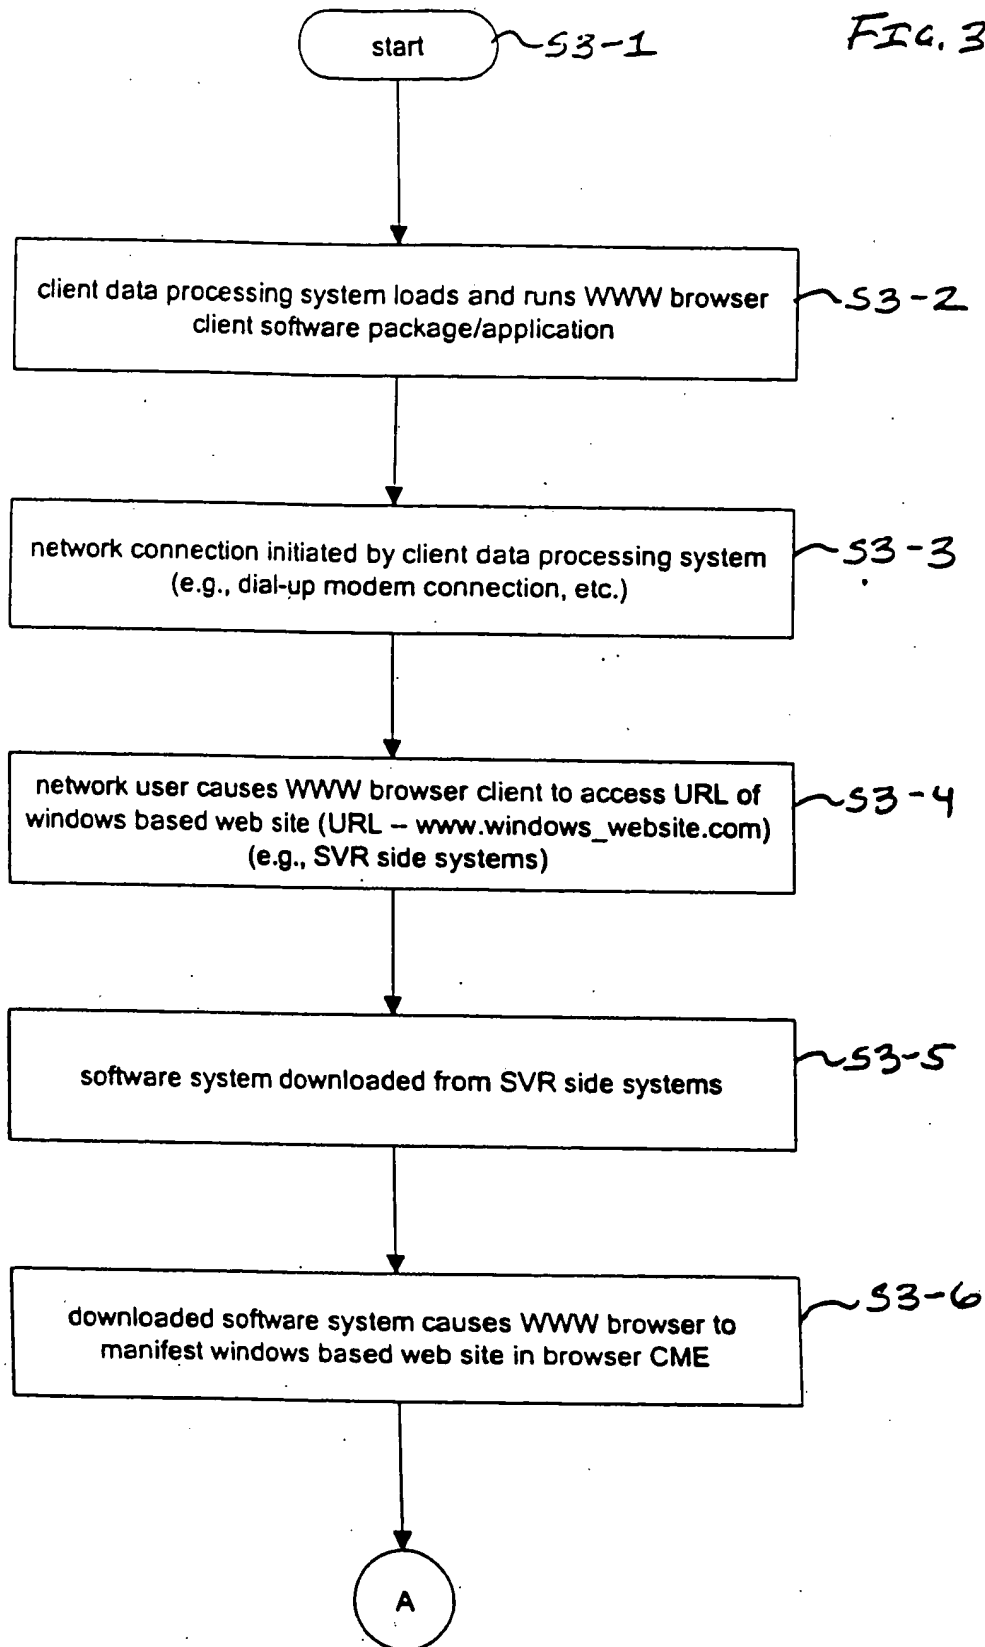 start
S3-1
FIG. 3
client data processing system loads and runs WWW browser
client software package/application
S3-2
network connection initiated by client data processing system
(e.g., dial-up modem connection, etc.)
S3-3
network user causes WWW browser client to access URL of
windows based web site (URL – www.windows_website.com)
(e.g., SVR side systems)
S3-4
software system downloaded from SVR side systems
S3-5
downloaded software system causes WWW browser to
manifest windows based web site in browser CME
S3-6
A